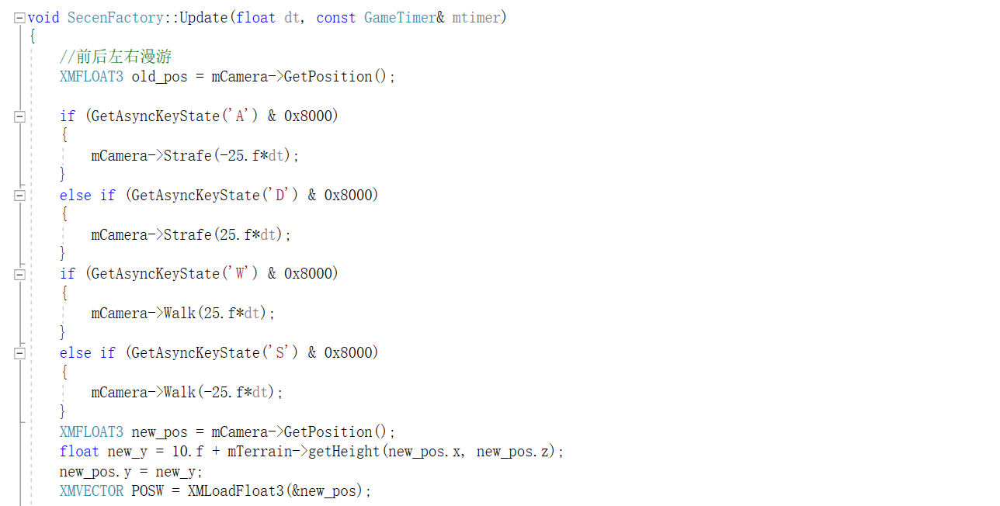 void SecenFactory::Update(float dt, const GameTimer& mtimer)
{
    //前后左右漫游
    XMFLOAT3 old_pos = mCamera->GetPosition();

    if (GetAsyncKeyState('A') & 0x8000)
    {
        mCamera->Strafe(-25.f*dt);
    }
    else if (GetAsyncKeyState('D') & 0x8000)
    {
        mCamera->Strafe(25.f*dt);
    }
    if (GetAsyncKeyState('W') & 0x8000)
    {
        mCamera->Walk(25.f*dt);
    }
    else if (GetAsyncKeyState('S') & 0x8000)
    {
        mCamera->Walk(-25.f*dt);
    }
    XMFLOAT3 new_pos = mCamera->GetPosition();
    float new_y = 10.f + mTerrain->getHeight(new_pos.x, new_pos.z);
    new_pos.y = new_y;
    XMVECTOR POSW = XMLoadFloat3(&new_pos);